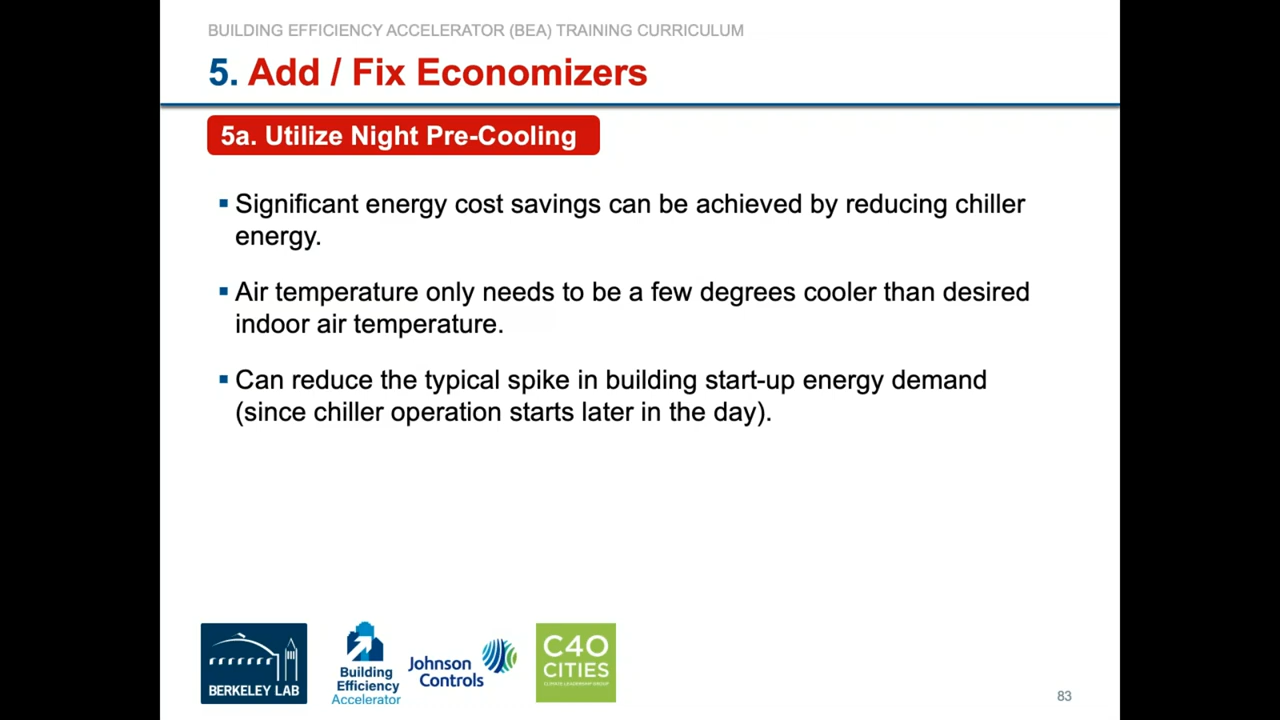 BUILDING EFFICIENCY ACCELERATOR (BEA) TRAINING CURRICULUM
5. Add / Fix Economizers
5a. Utilize Night Pre-Cooling
▪ Significant energy cost savings can be achieved by reducing chiller
energy.
▪ Air temperature only needs to be a few degrees cooler than desired
indoor air temperature.
▪ Can reduce the typical spike in building start-up energy demand
(since chiller operation starts later in the day).
BERKELEY LAB
Building
Efficiency
Accelerator
Johnson
Controls
C40
CITIES
CLIMATE LEADERSHIP GROUP
83